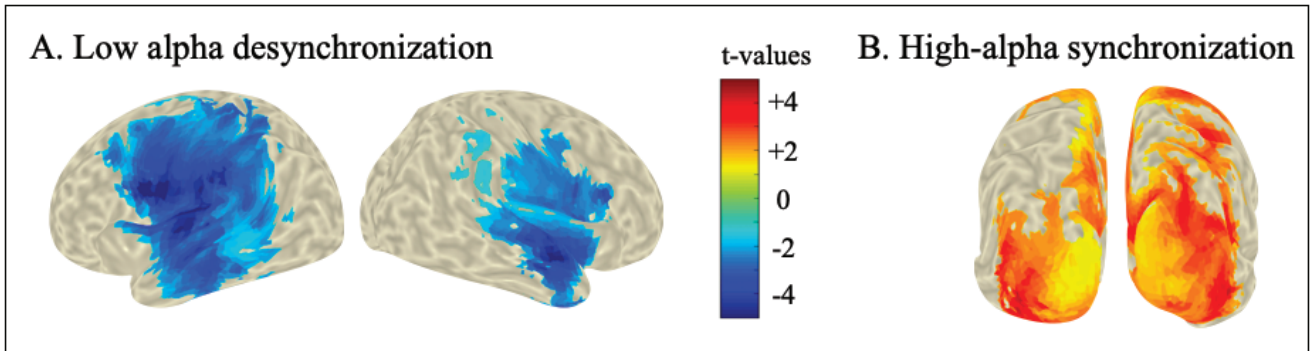 A. Low alpha desynchronization
t-values
+4
+2
0
-2
-4
B. High-alpha synchronization